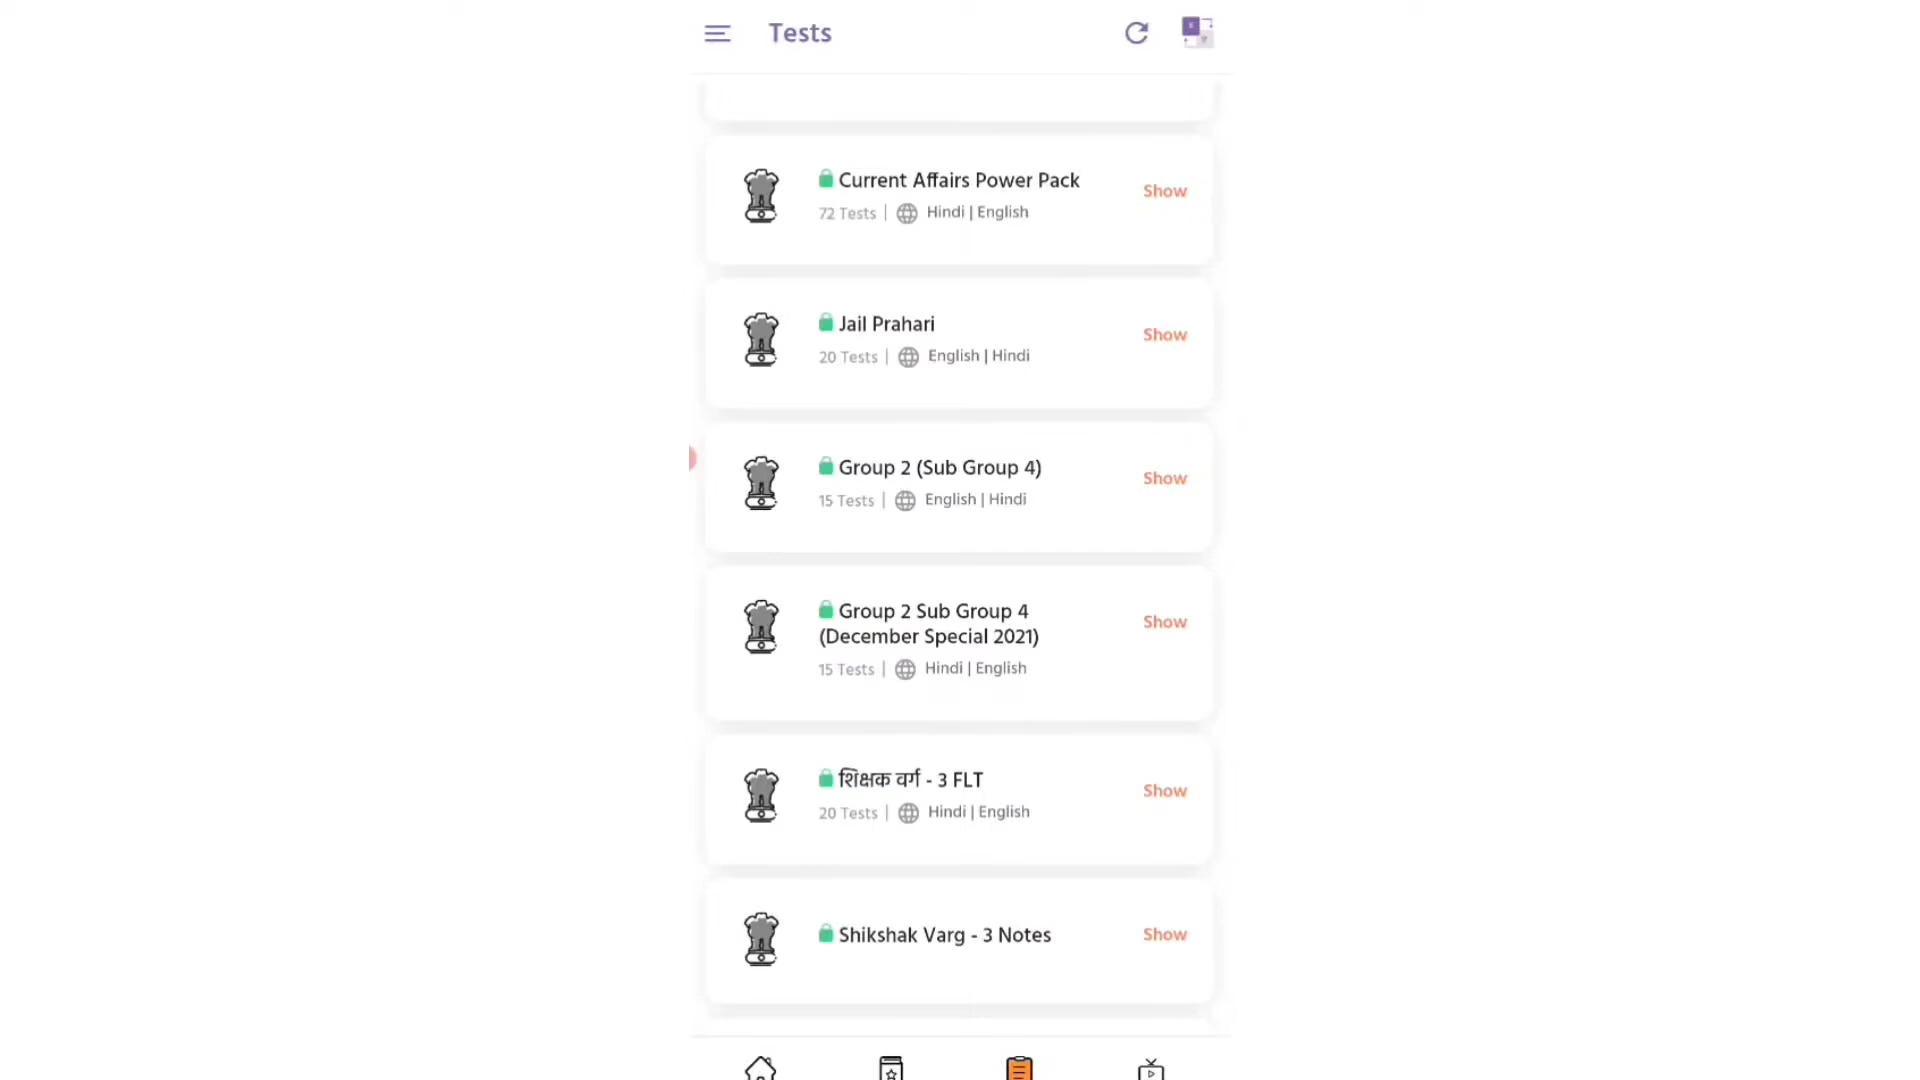 Tests
Current Affairs Power Pack
Show
72 Tests | Hindi | English
Jail Prahari
Show
20 Tests | English | Hindi
Group 2 (Sub Group 4)
Show
15 Tests | English | Hindi
Group 2 Sub Group 4
(December Special 2021)
Show
15 Tests | Hindi | English
शिक्षक वर्ग - 3 FLT
Show
20 Tests | Hindi | English
Shikshak Varg - 3 Notes
Show